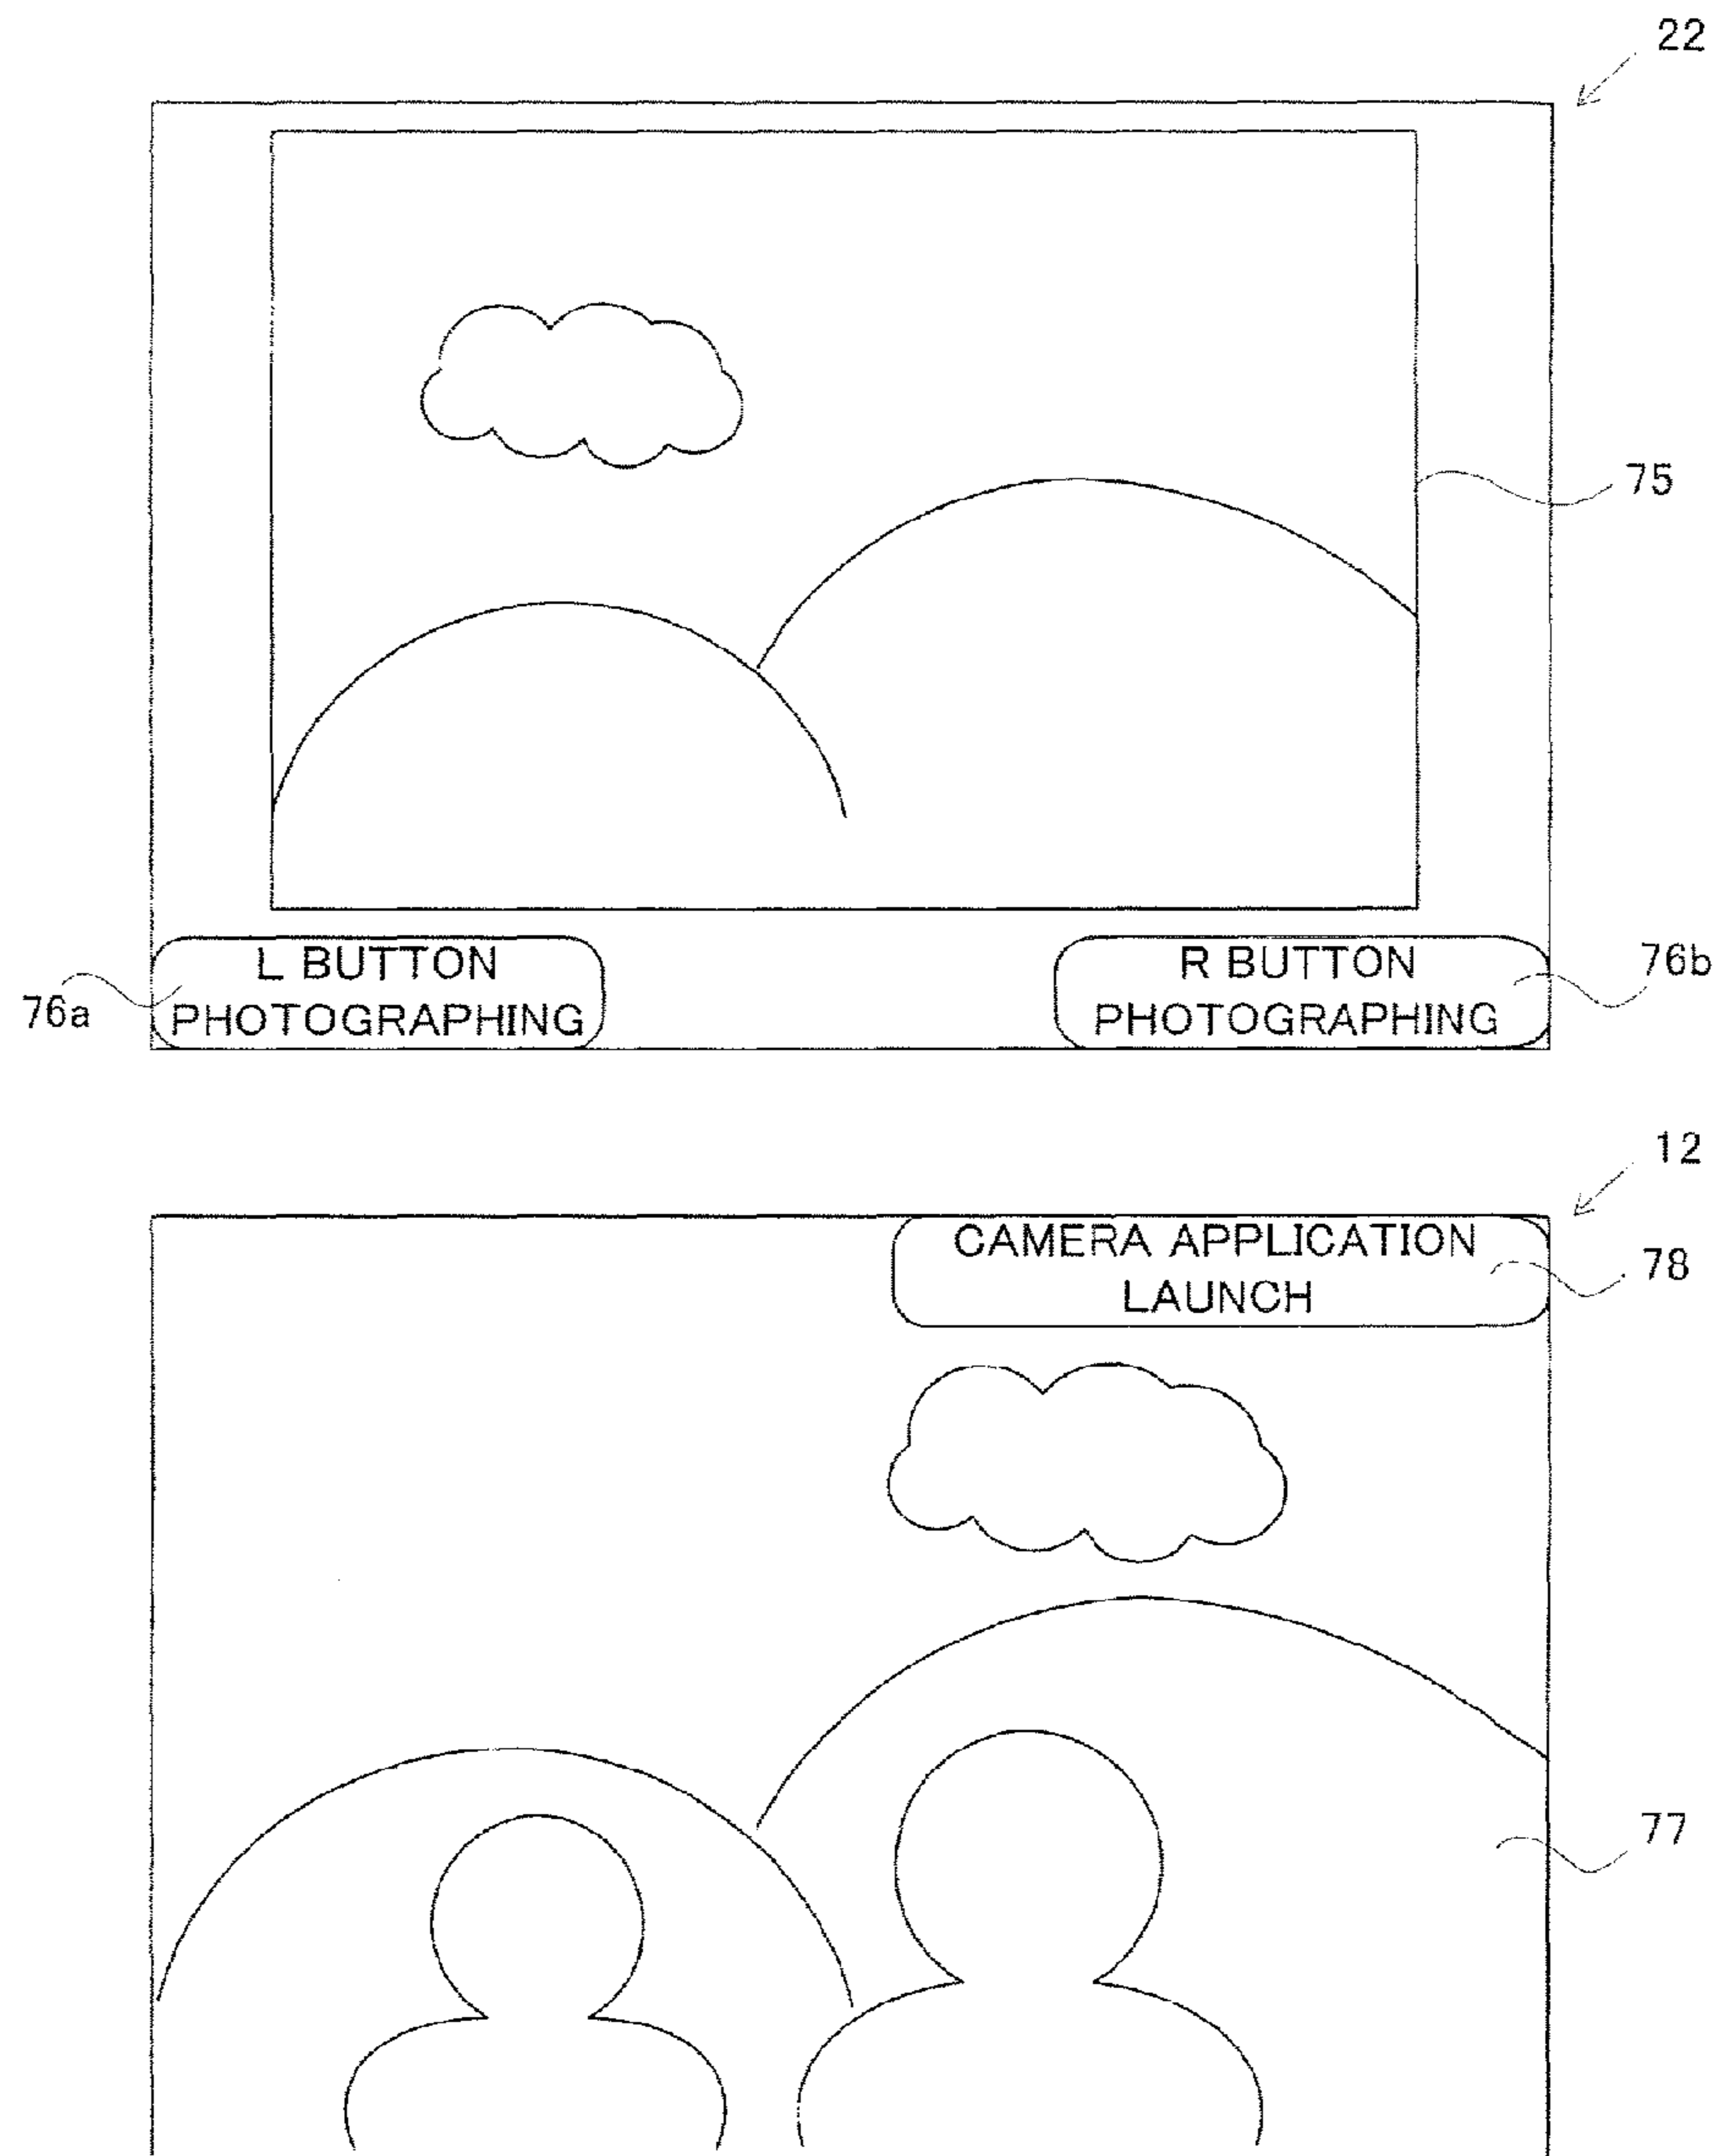 22
75
L BUTTON
PHOTOGRAPHING
76a
R BUTTON
PHOTOGRAPHING
76b
12
CAMERA APPLICATION
LAUNCH
78
77